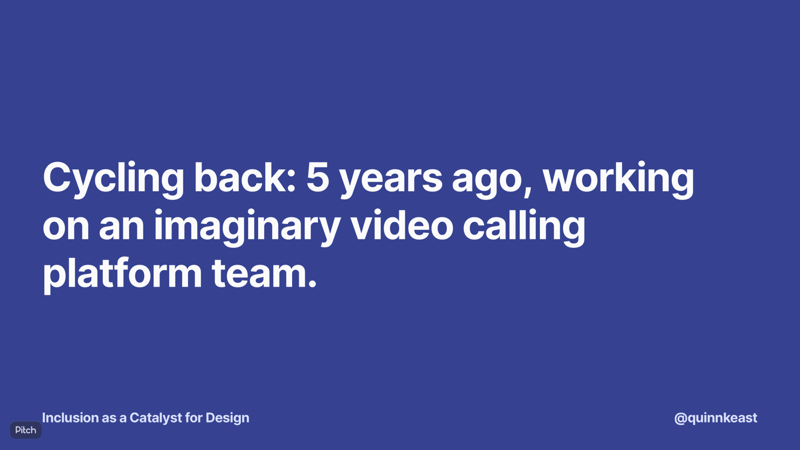 Cycling back: 5 years ago, working
on an imaginary video calling
platform team.
Inclusion as a Catalyst for Design
@quinnkeast
Pitch